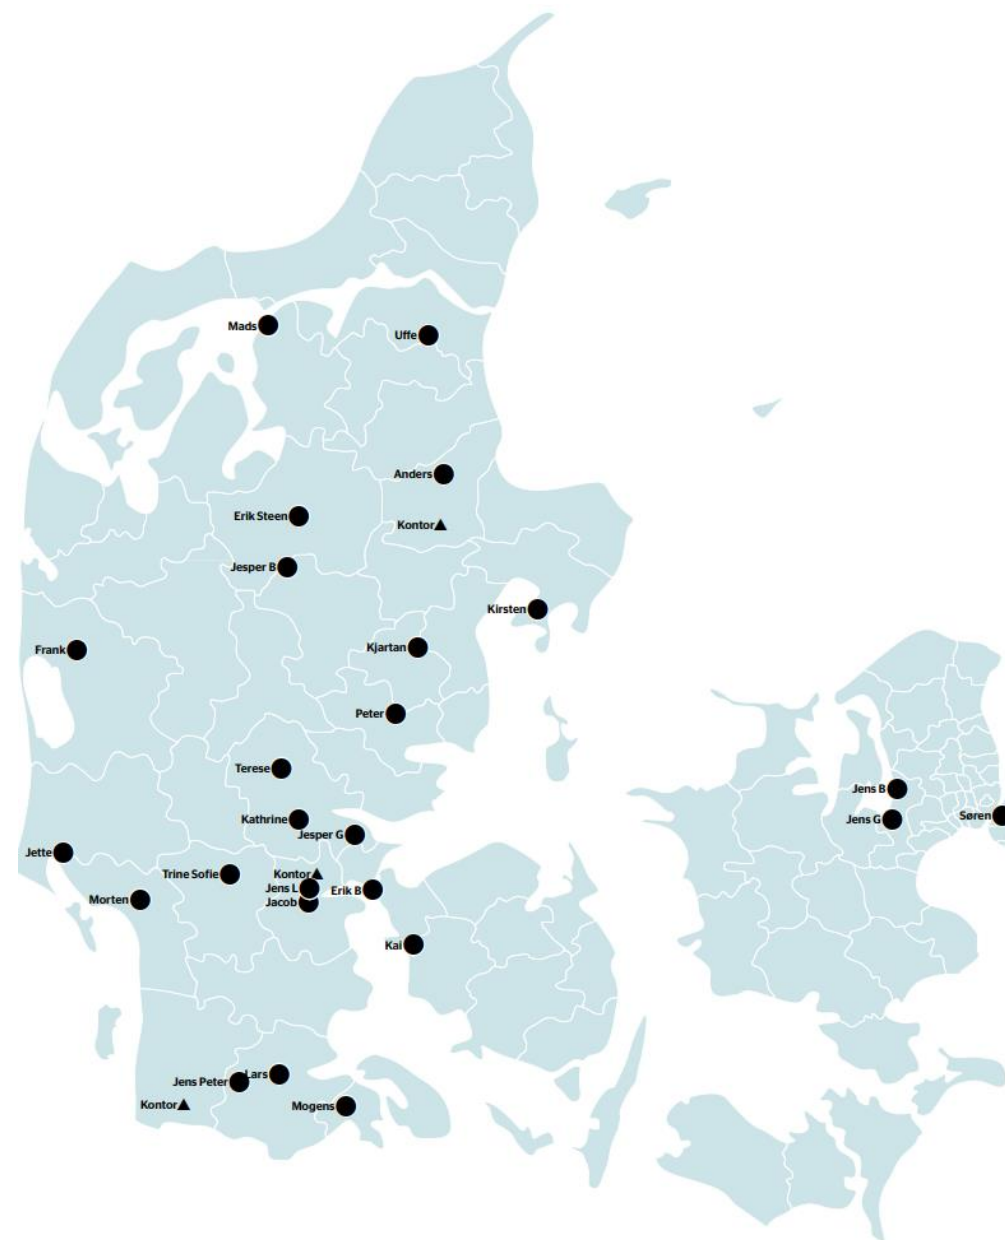 Mads
Uffe
Anders
Erik Steen
Kontor
Jesper B
Kirsten
Frank
Kjartan
Peter
Terese
Jens B
Kathrine
Jens G
Søren
Jesper G
Jette
Trine Sofie
Kontor
Jens L
Erik B
Morten
Jacob
Kai
Lars
Jens Peter
Kontor
Mogens